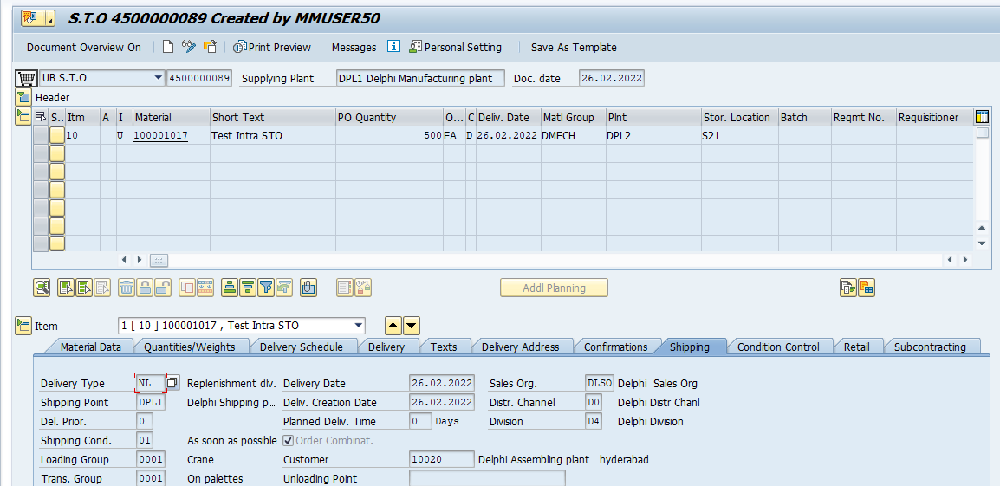 S.T.O 4500000089 Created by MMUSER50
Document Overview On Print Preview Messages Personal Setting Save As Template
UB S.T.O 4500000089 Supplying Plant DPL1 Delphi Manufacturing plant Doc. date 26.02.2022
Header
S.. Itm A I Material Short Text PO Quantity O... C Deliv. Date Matl Group Plnt Stor. Location Batch Reqmt No. Requisitioner
10 U 100001017 Test Intra STO 500 EA D 26.02.2022 DMECH DPL2 S21
Addl Planning
Item 1 [ 10 ] 100001017 , Test Intra STO
Material Data Quantities/Weights Delivery Schedule Delivery Texts Delivery Address Confirmations Shipping Condition Control Retail Subcontracting
Delivery Type NL Replenishment dlv. Delivery Date 26.02.2022 Sales Org. DLSO Delphi Sales Org
Shipping Point DPL1 Delphi Shipping p... Deliv. Creation Date 26.02.2022 Distr. Channel D0 Delphi Distr Chanl
Del. Prior. 0 Planned Deliv. Time 0 Days Division D4 Delphi Division
Shipping Cond. 01 As soon as possible Order Combinat.
Loading Group 0001 Crane Customer 10020 Delphi Assembling plant hyderabad
Trans. Group 0001 On palettes Unloading Point